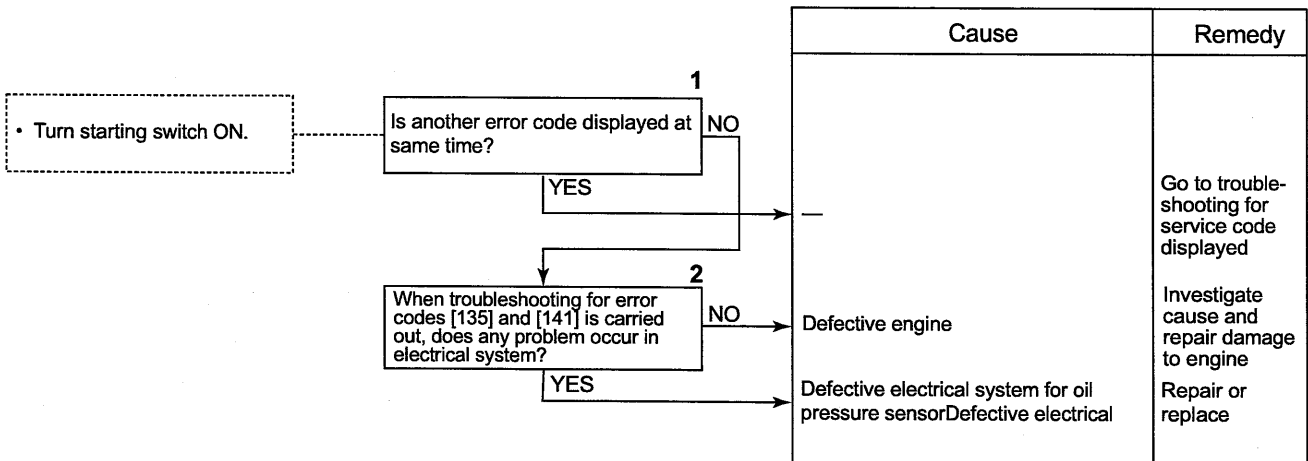 Cause
Remedy
• Turn starting switch ON.
1
Is another error code displayed at
same time?
NO
YES
—
Go to trouble-
shooting for
service code
displayed
2
When troubleshooting for error
codes [135] and [141] is carried
out, does any problem occur in
electrical system?
NO
Defective engine
Investigate
cause and
repair damage
to engine
YES
Defective electrical system for oil
pressure sensorDefective electrical
Repair or
replace